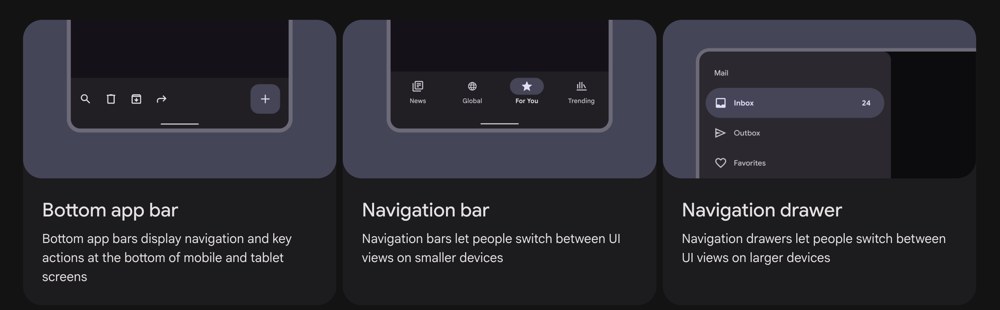 News
Global
For You
Trending
Mail
Inbox 24
Outbox
Favorites
Bottom app bar
Bottom app bars display navigation and key
actions at the bottom of mobile and tablet
screens
Navigation bar
Navigation bars let people switch between UI
views on smaller devices
Navigation drawer
Navigation drawers let people switch between
UI views on larger devices